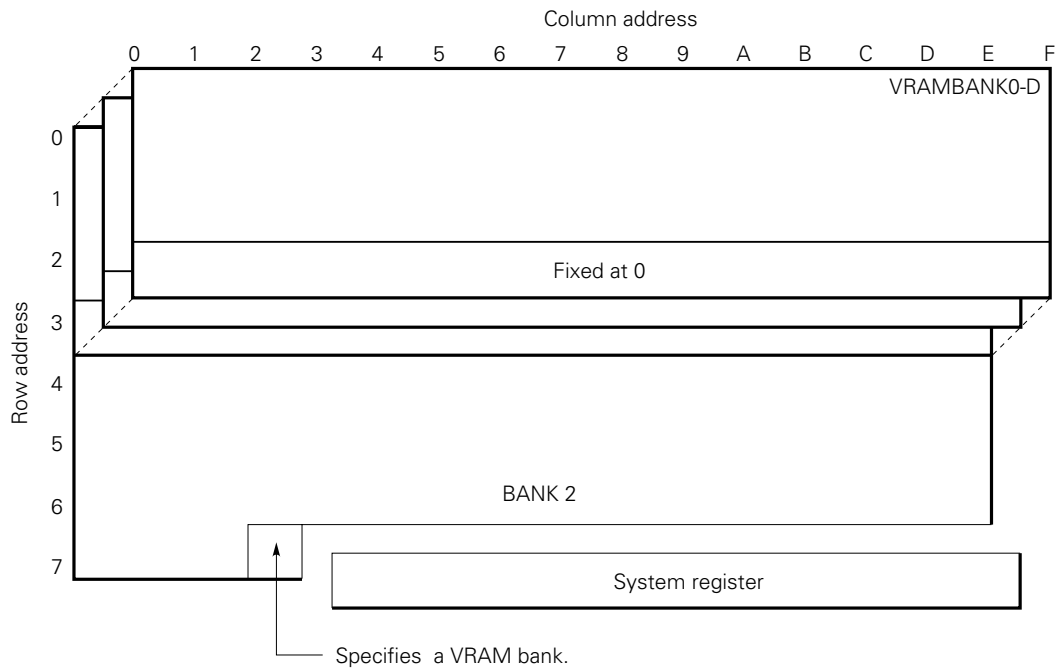 Column address
0 1 2 3 4 5 6 7 8 9 A B C D E F
VRAMBANK0-D
0
1
2
Fixed at 0
3
Row address
4
5
6
BANK 2
7
System register
Specifies a VRAM bank.